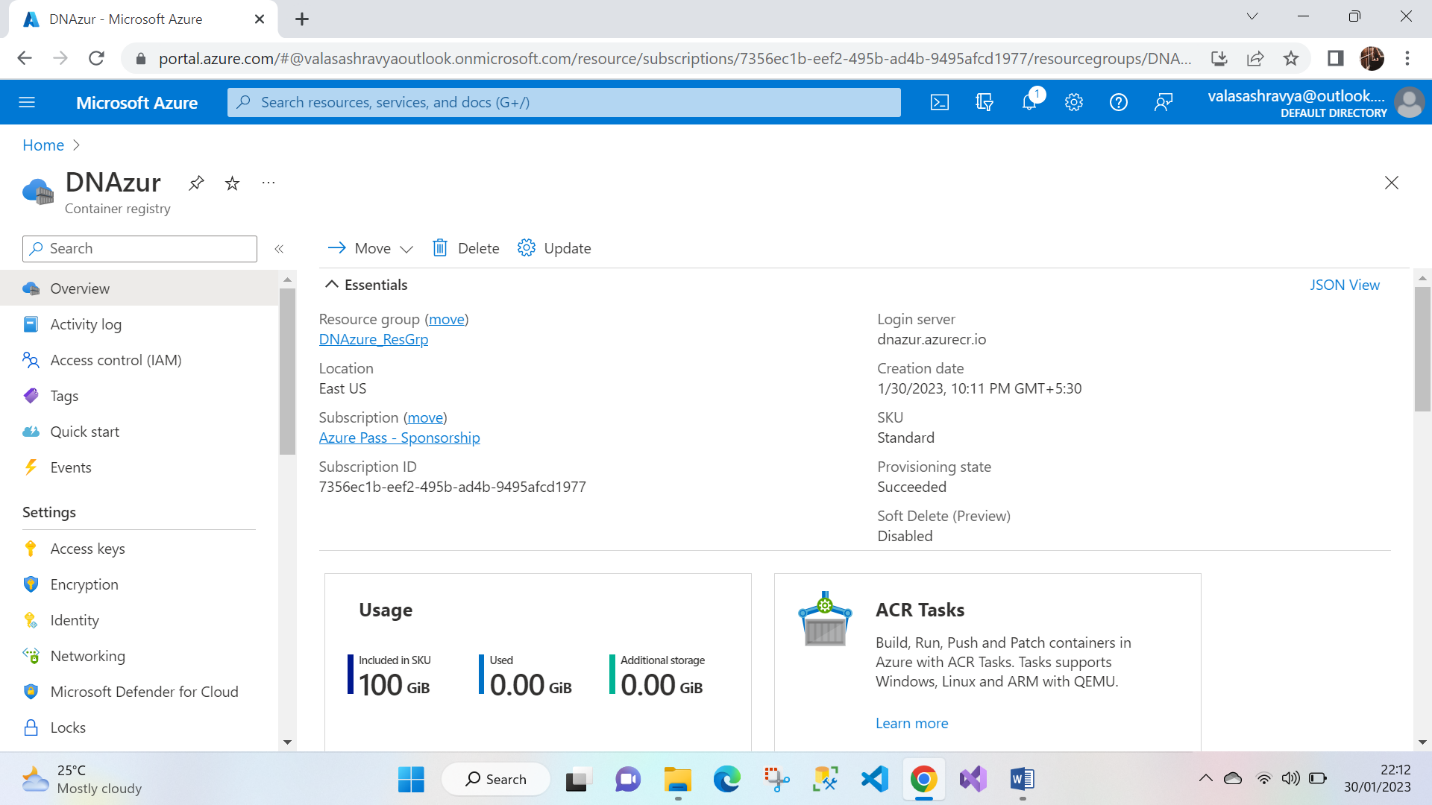 DNAzur - Microsoft Azure
portal.azure.com/#@valasashravyaoutlook.onmicrosoft.com/resource/subscriptions/7356ec1b-eef2-495b-ad4b-9495afcd1977/resourcegroups/DNA...
Microsoft Azure
Search resources, services, and docs (G+/)
1
valasashravya@outlook....
DEFAULT DIRECTORY
Home
DNAzur
Container registry
Search
Move
Delete
Update
Overview
Activity log
Access control (IAM)
Tags
Quick start
Events
Settings
Access keys
Encryption
Identity
Networking
Microsoft Defender for Cloud
Locks
Essentials
JSON View
Resource group (move)
DNAzure_ResGrp
Location
East US
Subscription (move)
Azure Pass - Sponsorship
Subscription ID
7356ec1b-eef2-495b-ad4b-9495afcd1977
Login server
dnazur.azurecr.io
Creation date
1/30/2023, 10:11 PM GMT+5:30
SKU
Standard
Provisioning state
Succeeded
Soft Delete (Preview)
Disabled
Usage
Included in SKU
100 GiB
Used
0.00 GiB
Additional storage
0.00 GiB
ACR Tasks
Build, Run, Push and Patch containers in
Azure with ACR Tasks. Tasks supports
Windows, Linux and ARM with QEMU.
Learn more
25°C
Mostly cloudy
Search
22:12
30/01/2023